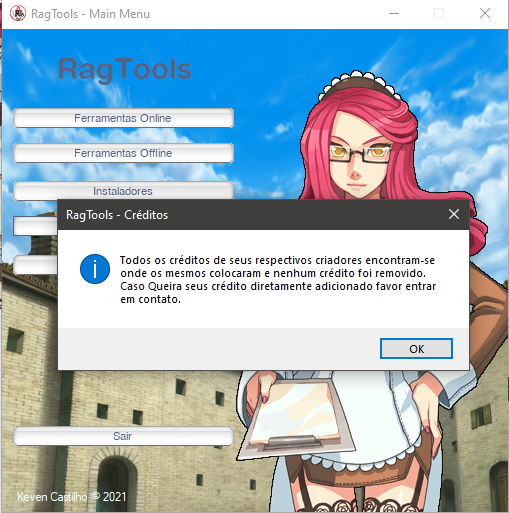 RagTools - Main Menu
RagTools
Ferramentas Online
Ferramentas Offline
Instaladores
RagTools - Créditos
Todos os créditos de seus respectivos criadores encontram-se
onde os mesmos colocaram e nenhum crédito foi removido.
Caso Queira seus crédito diretamente adicionado favor entrar
em contato.
OK
Sair
Keven Castilho @ 2021